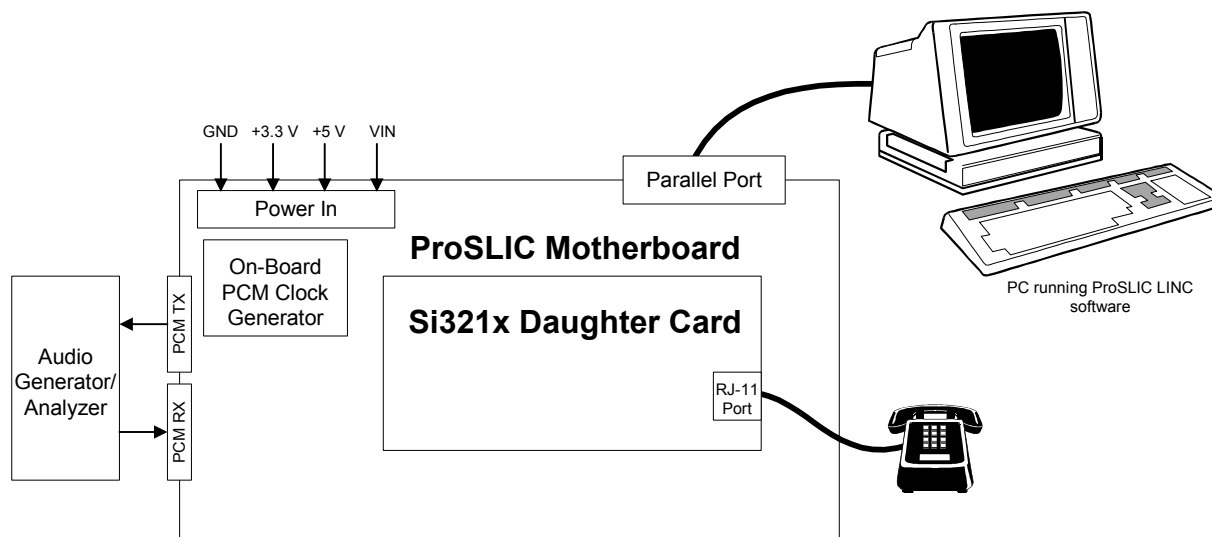 GND +3.3 V +5 V VIN
Power In
Parallel Port
ProSLIC Motherboard
On-Board
PCM Clock
Generator
PC running ProSLIC LINC
software
Si321x Daughter Card
PCM TX
Audio
Generator/
Analyzer
PCM RX
RJ-11
Port